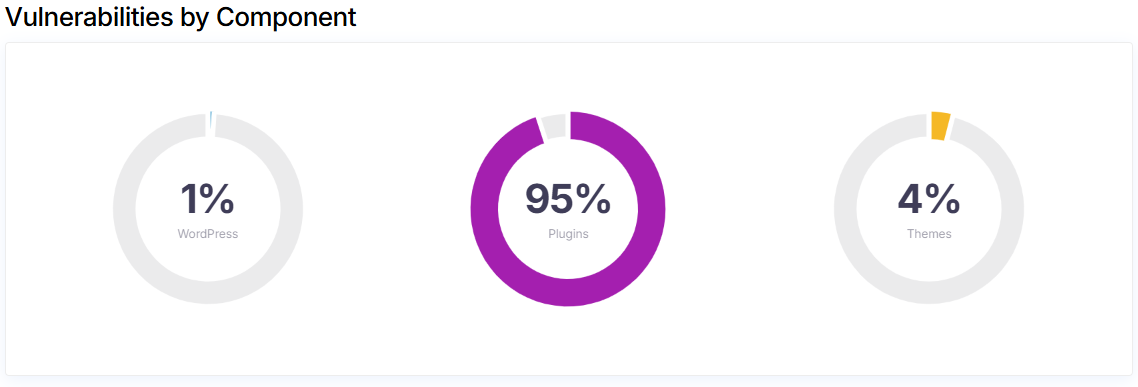 Vulnerabilities by Component
1%
WordPress
95%
Plugins
4%
Themes